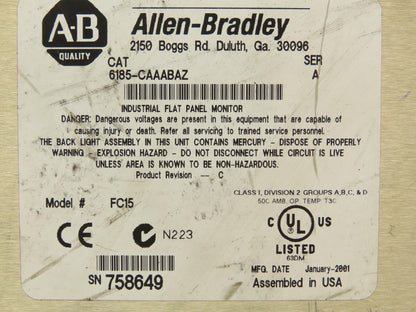 A-B
QUALITY
Allen-Bradley
2150 Boggs Rd. Duluth, Ga. 30096
CAT SER
6185-CAAABAZ A
INDUSTRIAL FLAT PANEL MONITOR
DANGER: Dangerous voltages are present in this equipment that are capable of
causing injury or death. Refer all servicing to trained service personnel.
THE BACK LIGHT ASSEMBLY IN THIS UNIT CONTAINS MERCURY - DISPOSE OF PROPERLY
WARNING - EXPLOSION HAZARD - DO NOT DISCONNECT WHILE CIRCUIT IS LIVE
UNLESS AREA IS KNOWN TO BE NON-HAZARDOUS.
Product Revision -- C
CLASS I, DIVISION 2 GROUPS A,B,C, & D
50C AMB. OP. TEMP T3C
Model # FC15
CE N223
C UL US
LISTED
63DM
MFG. DATE January-2001
SN 758649 Assembled in USA